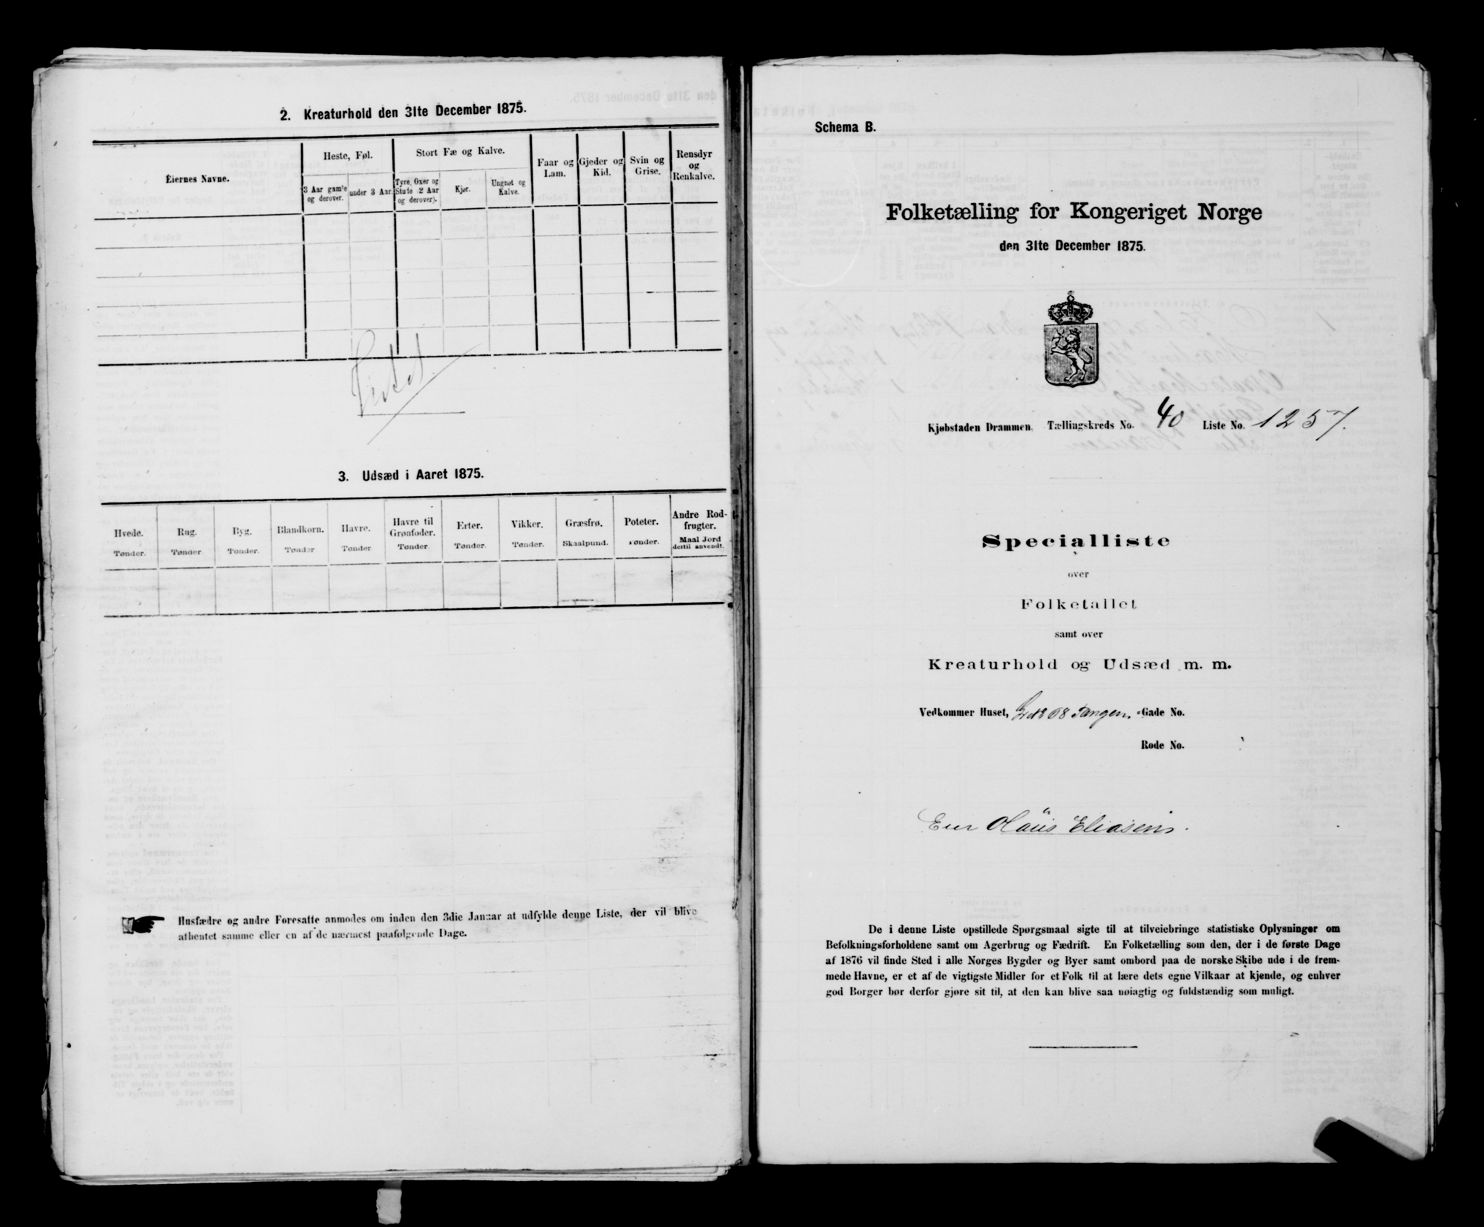 2. Kreaturhold den 31te December 1875.
Eiernes Navne.
Heste, Føl.
3 Aar gamle og derover.
under 3 Aar.
Stort Fæ og Kalve.
Tyre, Oxer og Stute (2 Aar og derover).
Kjør.
Ungnøt og Kalve.
Faar og Lam.
Gjeder og Kid.
Svin og Grise.
Rensdyr og Renkalve.
3. Udsæd i Aaret 1875.
Hvede. Rug. Byg. Blandkorn. Havre. Havre til Grønfoder. Erter. Vikker. Græsfrø. Poteter. Andre Rodfrugter.
Tønder. Tønder Tønder. Tønder Tønder Tønder Tønder. Tønder. Skaalpund. Tønder. Maal Jord dertil anvendt.
Husfædre og andre Foresatte anmodes om inden den 3die Januar at udfylde denne Liste, der vil blive
afhentet samme eller en af de nærmest paafølgende Dage.
Schema B.
Folketælling for Kongeriget Norge
den 31te December 1875.
Kjøbstaden Drammen. Tællingskreds No. 40 Liste No. 1257.
Specialliste
over
Folketallet
samt over
Kreaturhold og Udsæd m. m.
Vedkommer Huset, Tangen. Gade No.
Rode No.
Eier Olaüs Eliasen
De i denne Liste opstillede Spørgsmaal sigte til at tilveiebringe statistiske Oplysninger om
Befolkningsforholdene samt om Agerbrug og Fædrift. En Folketælling som den, der i de første Dage
af 1876 vil finde Sted i alle Norges Bygder og Byer samt ombord paa de norske Skibe ude i de frem-
mede Havne, er et af de vigtigste Midler for et Folk til at lære dets egne Vilkaar at kjende, og enhver
god Borger bør derfor gjøre sit til, at den kan blive saa nøiagtig og fuldstændig som muligt.